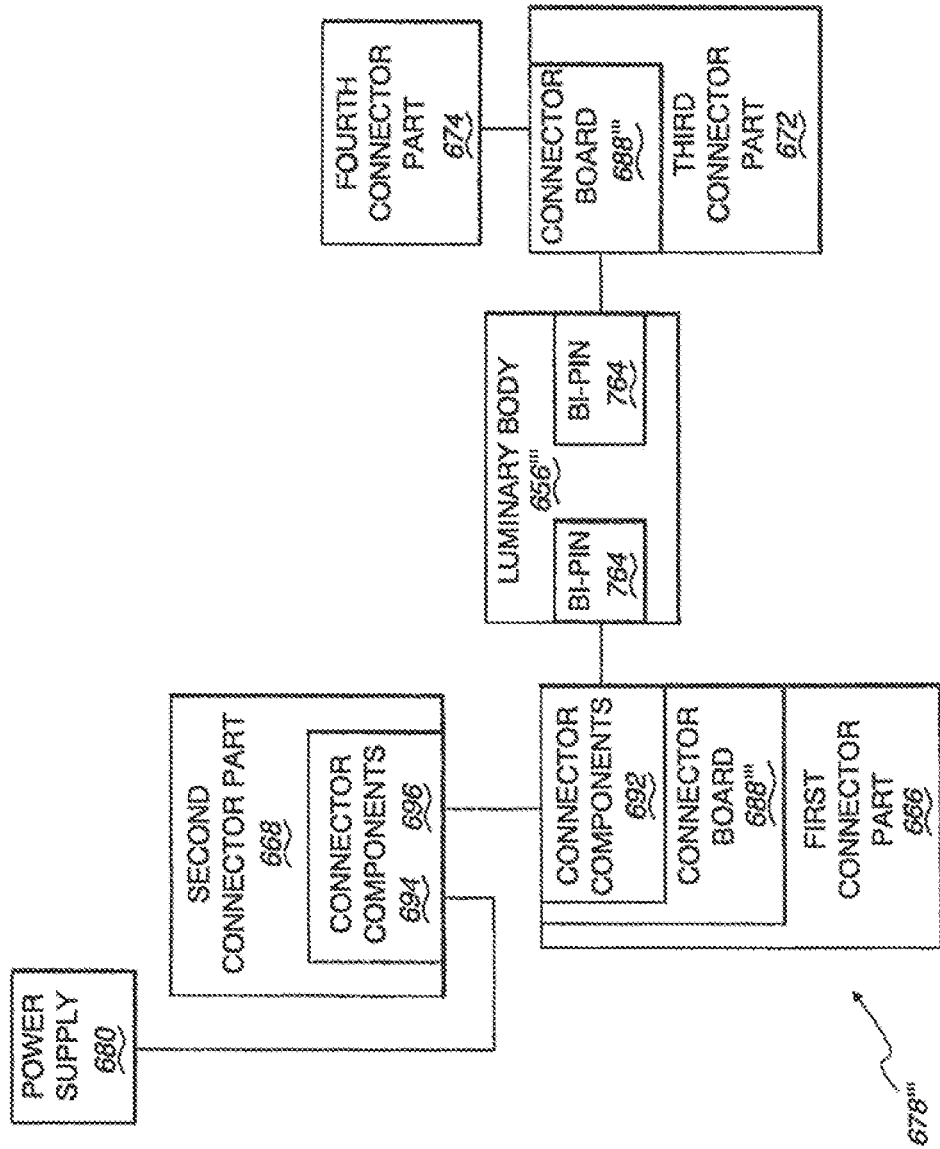 POWER
SUPPLY
680
SECOND
CONNECTOR PART
668
CONNECTOR
COMPONENTS
694 696
FOURTH
CONNECTOR
PART
674
LUMINARY BODY
656'''
BI-PIN
764
BI-PIN
764
CONNECTOR
BOARD
688'''
THIRD
CONNECTOR
PART
672
CONNECTOR
COMPONENTS
692
CONNECTOR
BOARD
688'''
FIRST
CONNECTOR
PART
666
678'''